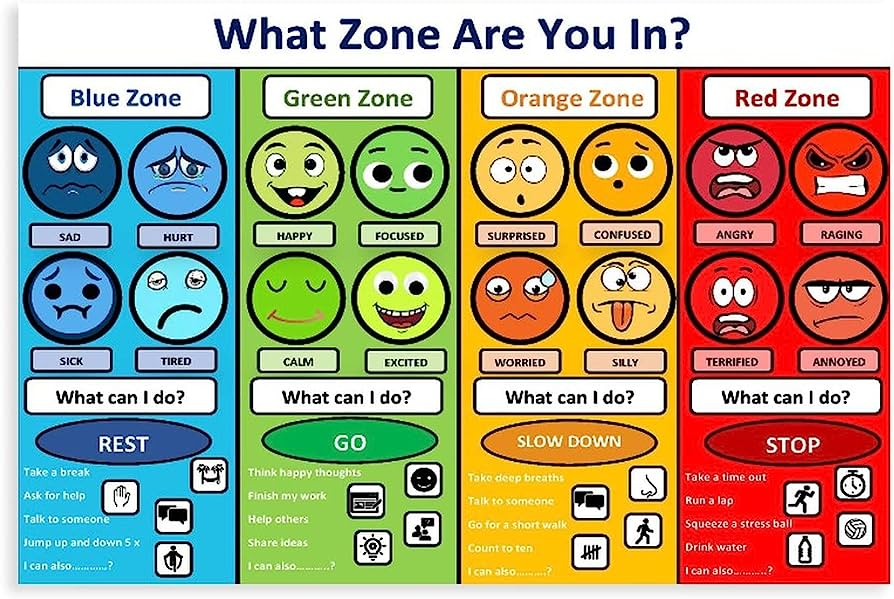 What Zone Are You In?
Blue Zone
SAD HURT
SICK TIRED
What can I do?
REST
Take a break
Ask for help
Talk to someone
Jump up and down 5 x
I can also…………?
Green Zone
HAPPY FOCUSED
CALM EXCITED
What can I do?
GO
Think happy thoughts
Finish my work
Help others
Share ideas
I can also………..?
Orange Zone
SURPRISED CONFUSED
WORRIED SILLY
What can I do?
SLOW DOWN
Take deep breaths
Talk to someone
Go for a short walk
Count to ten
I can also……….?
Red Zone
ANGRY RAGING
TERRIFIED ANNOYED
What can I do?
STOP
Take a time out
Run a lap
Squeeze a stress ball
Drink water
I can also………..?